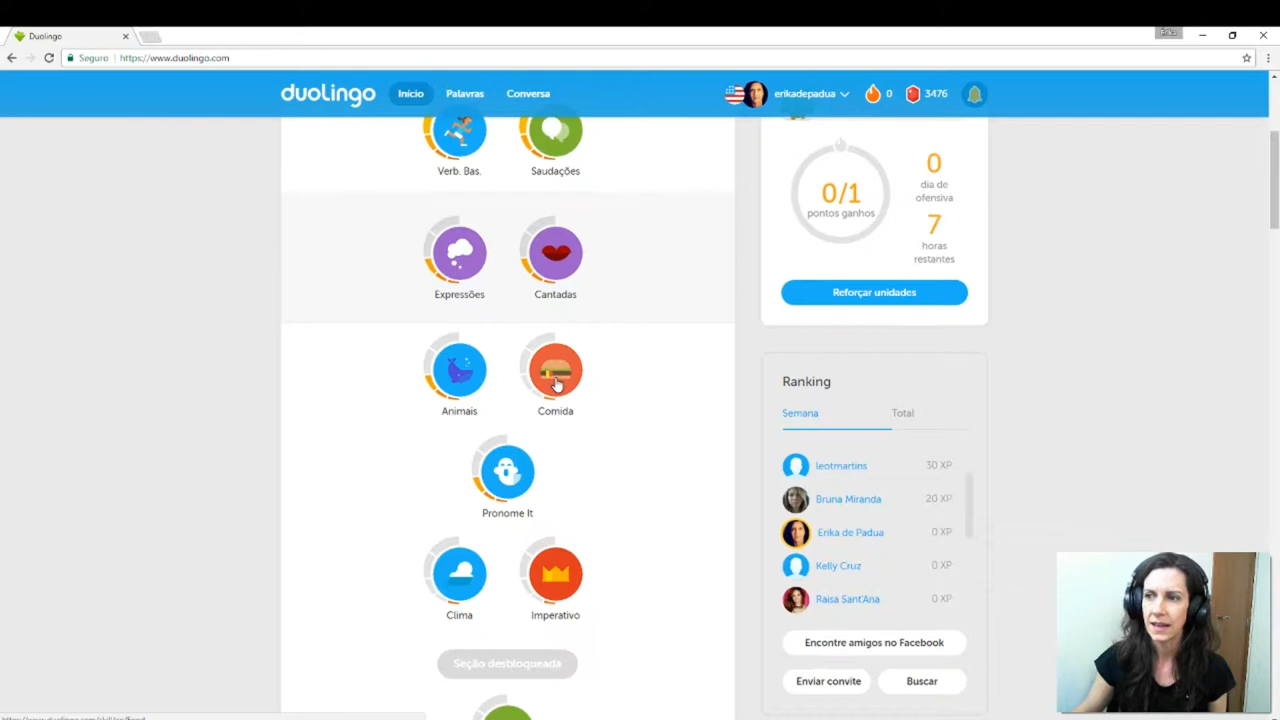 Duolingo
Erika
Seguro https://www.duolingo.com
duolingo Início Palavras Conversa erikadepadua 0 3476
Verb. Bas. Saudações
Expressões Cantadas
Animais Comida
Pronome It
Clima Imperativo
Seção desbloqueada
0/1
pontos ganhos
0
dia de
ofensiva
7
horas
restantes
Reforçar unidades
Ranking
Semana Total
leotmartins 30 XP
Bruna Miranda 20 XP
Erika de Padua 0 XP
Kelly Cruz 0 XP
Raisa Sant'Ana 0 XP
Encontre amigos no Facebook
Enviar convite Buscar